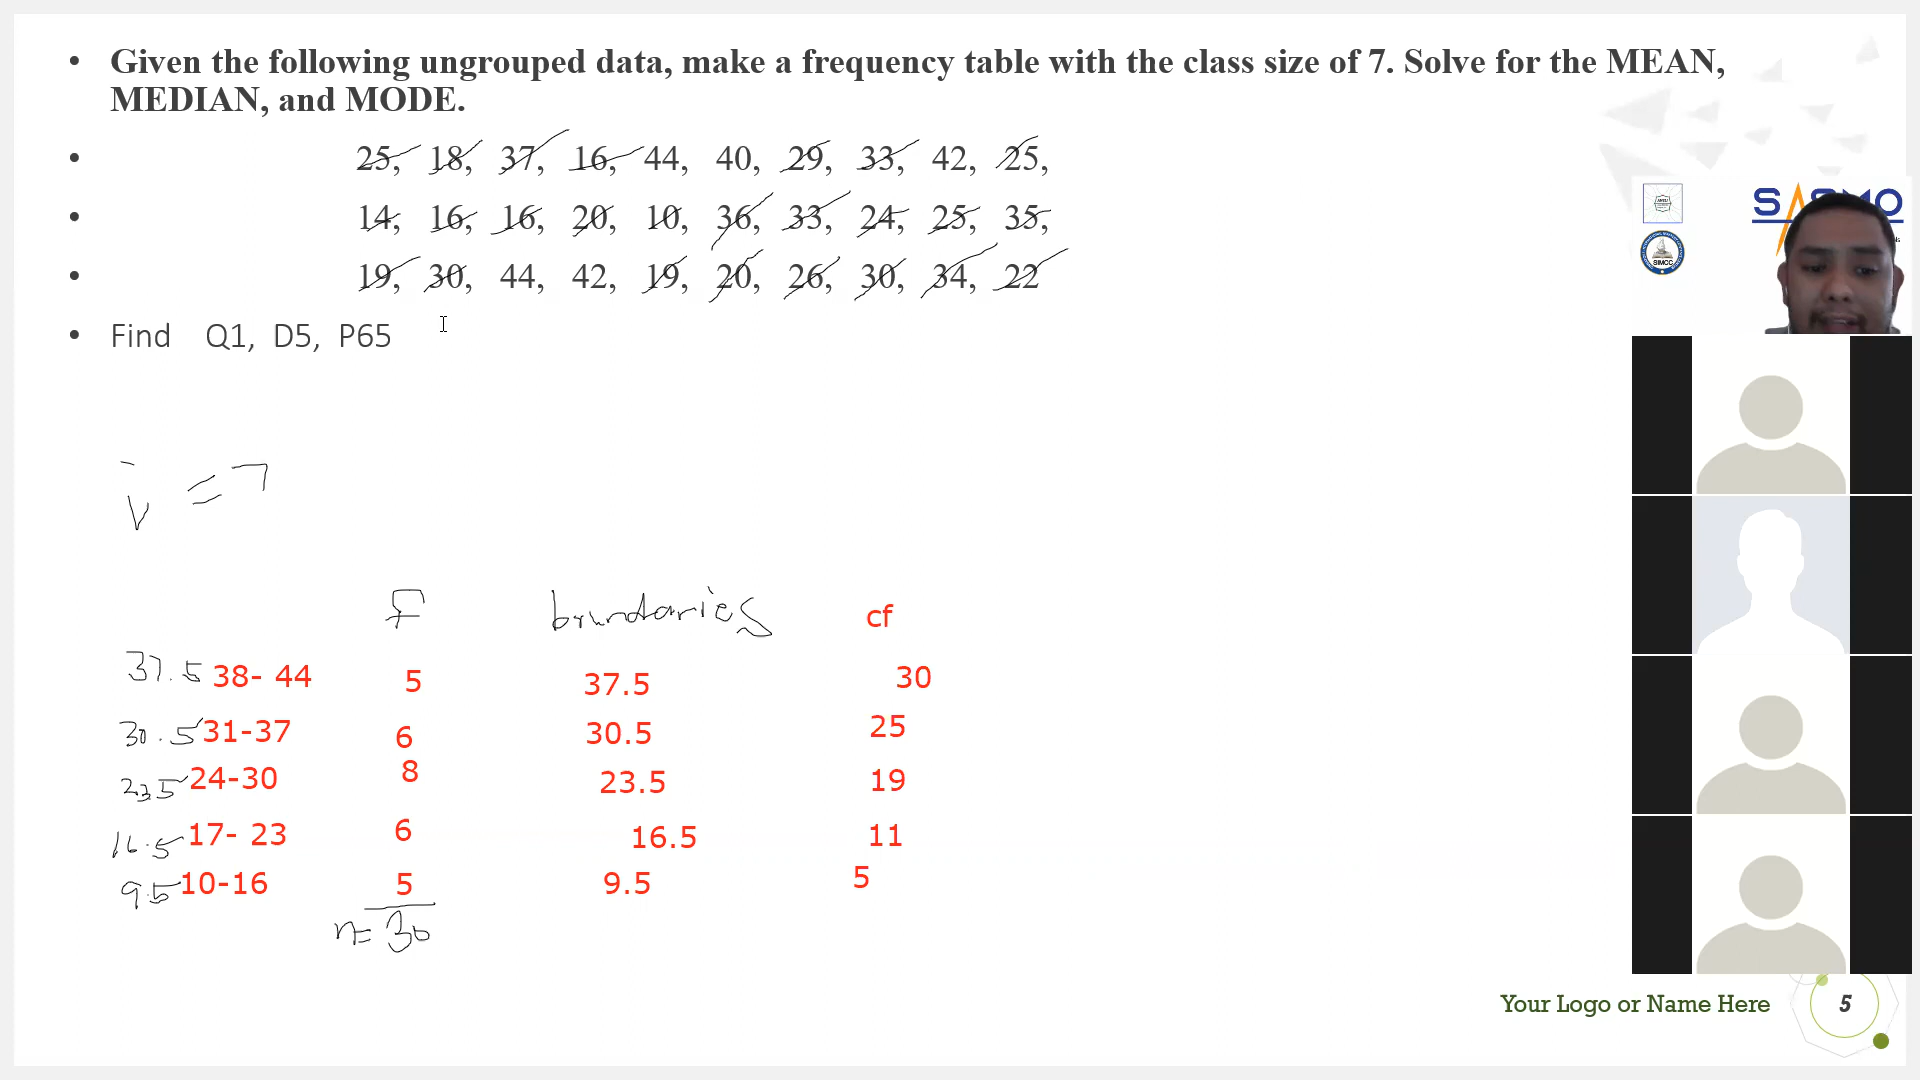 • Given the following ungrouped data, make a frequency table with the class size of 7. Solve for the MEAN,
MEDIAN, and MODE.
• 25, 18, 37, 16, 44, 40, 29, 33, 42, 25,
• 14, 16, 16, 20, 10, 36, 33, 24, 25, 35,
• 19, 30, 44, 42, 19, 20, 26, 30, 34, 22
• Find Q1, D5, P65
i = 7
F boundaries cf
37.5 38- 44 5 37.5 30
30.5 31-37 6 30.5 25
23.5 24-30 8 23.5 19
16.5 17- 23 6 16.5 11
9.5 10-16 5 9.5 5
n= 30
SIMCC
Your Logo or Name Here 5